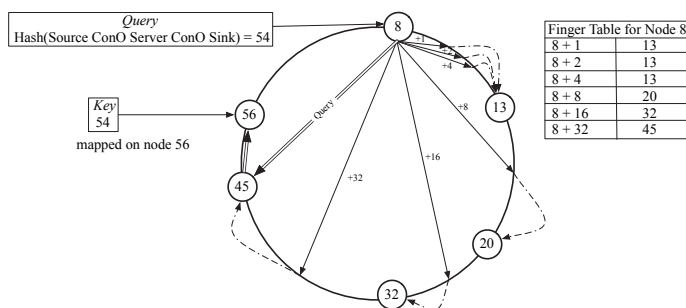 Query
Hash(Source ConO Server ConO Sink) = 54
8
+1
+2
+4
Finger Table for Node 8
8 + 1 13
8 + 2 13
8 + 4 13
8 + 8 20
8 + 16 32
8 + 32 45
Key
54
mapped on node 56
56
Query
+8
13
45
+32
+16
20
32